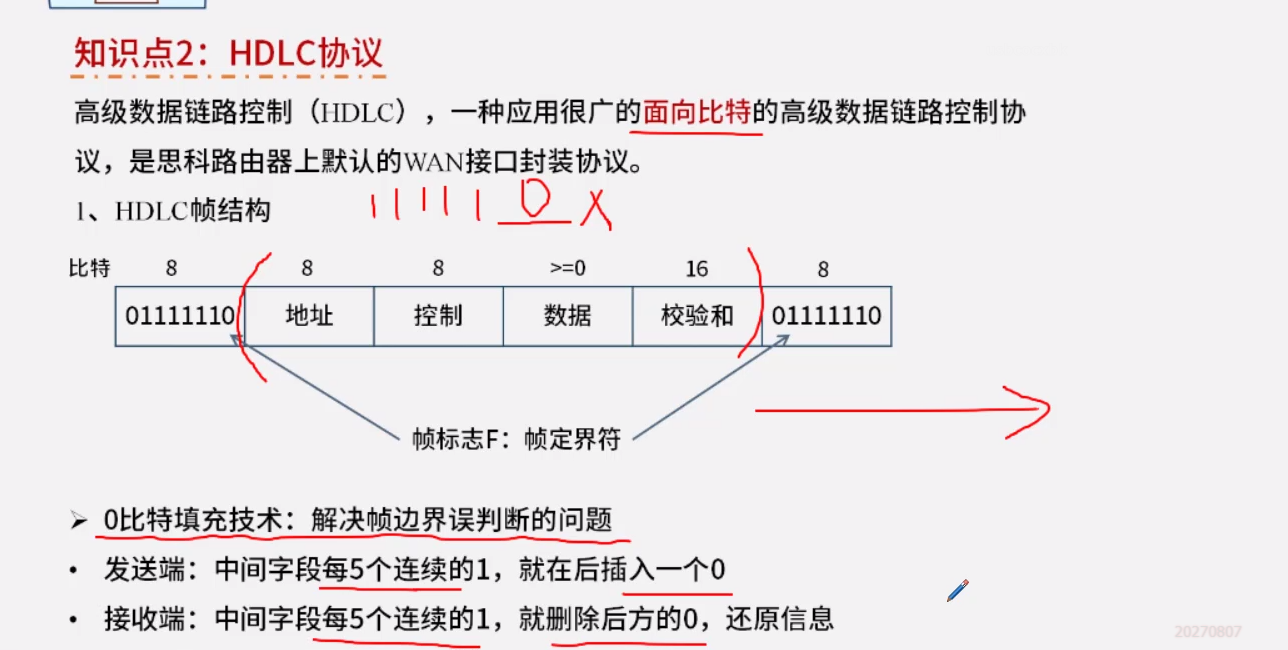 知识点2：HDLC协议
高级数据链路控制（HDLC），一种应用很广的面向比特的高级数据链路控制协
议，是思科路由器上默认的WAN接口封装协议。
1、HDLC帧结构
11111 0 X
比特 8 8 8 >=0 16 8
01111110 地址 控制 数据 校验和 01111110
帧标志F：帧定界符
➢ 0比特填充技术：解决帧边界误判断的问题
• 发送端：中间字段每5个连续的1，就在后插入一个0
• 接收端：中间字段每5个连续的1，就删除后方的0，还原信息
20270807